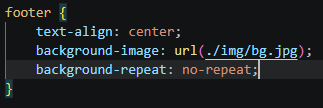 footer {
    text-align: center;
    background-image: url(./img/bg.jpg);
    background-repeat: no-repeat;
}